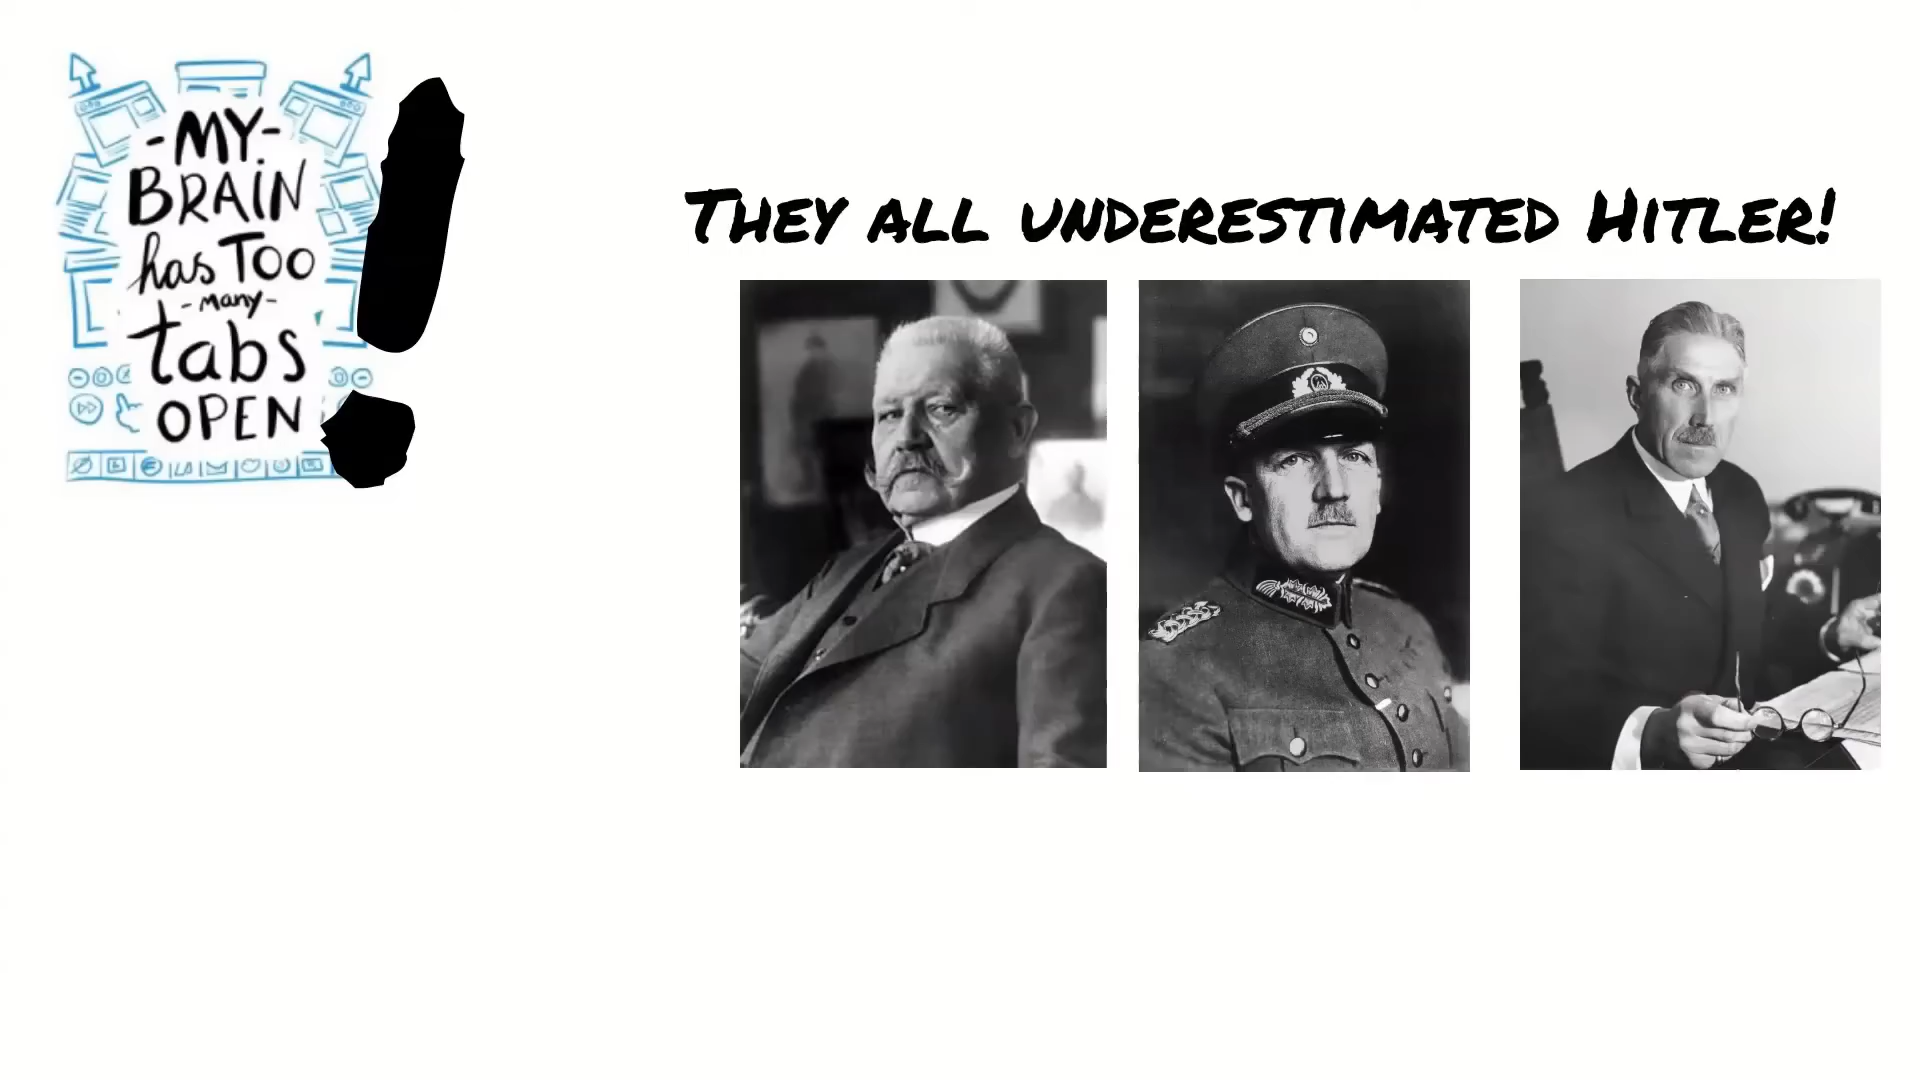 -MY-
BRAIN
has TOO
-many-
tabs
OPEN
They all underestimated Hitler!